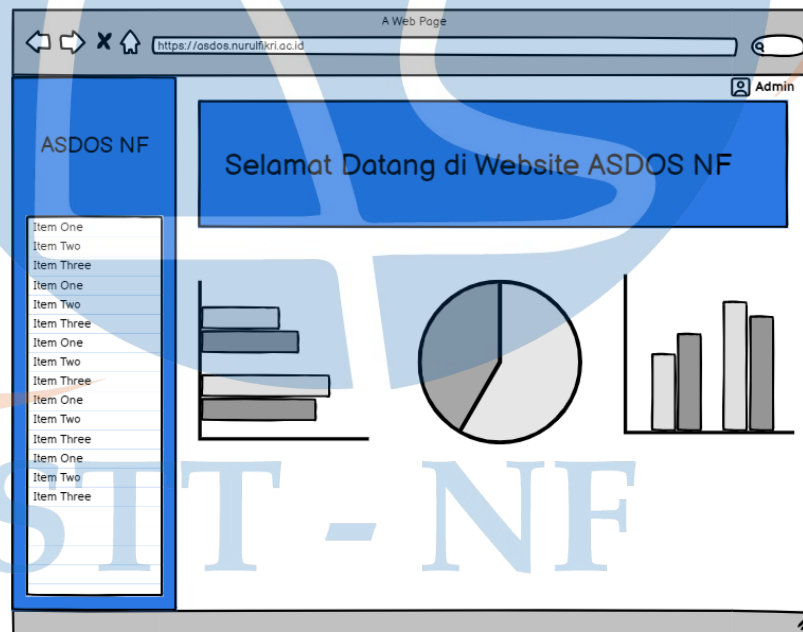 A Web Page
https://asdos.nurulfikri.ac.id
Admin
ASDOS NF
Selamat Datang di Website ASDOS NF
Item One
Item Two
Item Three
Item One
Item Two
Item Three
Item One
Item Two
Item Three
Item One
Item Two
Item Three
Item One
Item Two
Item Three
STT - NF